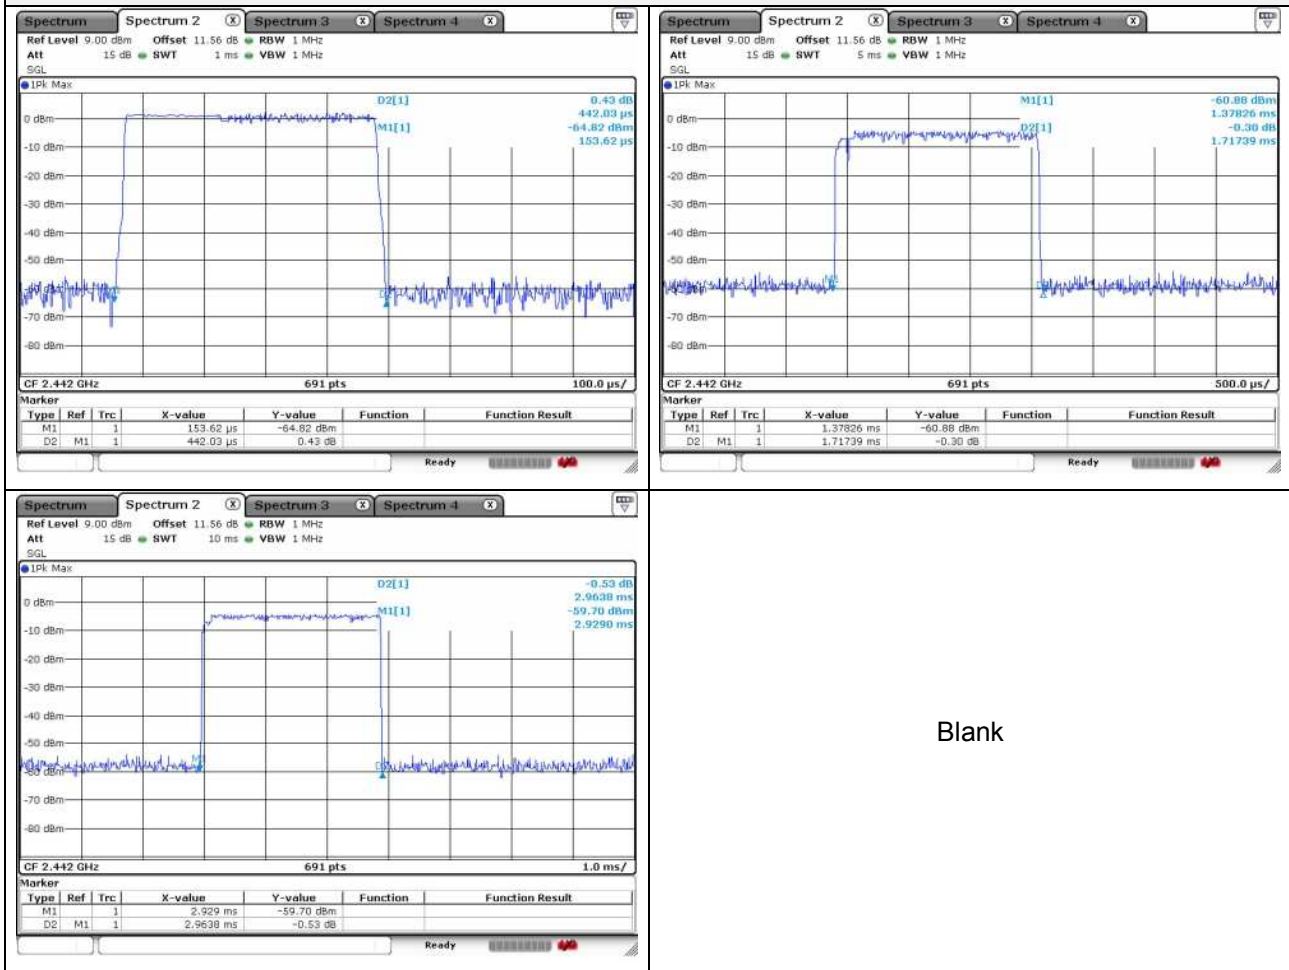 Spectrum Spectrum 2 X Spectrum 3 X Spectrum 4 X
Ref Level 9.00 dBm Offset 11.56 dB RBW 1 MHz
Att 15 dB SWT 1 ms VBW 1 MHz
SGL
1Pk Max
D2[1] 0.43 dB
442.03 µs
0 dBm
M1[1] -64.82 dBm
153.62 µs
-10 dBm
-20 dBm
-30 dBm
-40 dBm
-50 dBm
-70 dBm
-80 dBm
CF 2.442 GHz 691 pts 100.0 µs/
Marker
Type Ref Trc X-value Y-value Function Function Result
M1 1 153.62 µs -64.82 dBm
D2 M1 1 442.03 µs 0.43 dB
Ready
Spectrum Spectrum 2 X Spectrum 3 X Spectrum 4 X
Ref Level 9.00 dBm Offset 11.56 dB RBW 1 MHz
Att 15 dB SWT 5 ms VBW 1 MHz
SGL
1Pk Max
M1[1] -60.88 dBm
1.37826 ms
0 dBm
D2[1] -0.30 dB
1.71739 ms
-10 dBm
-20 dBm
-30 dBm
-40 dBm
-50 dBm
M1
-70 dBm
-80 dBm
CF 2.442 GHz 691 pts 500.0 µs/
Marker
Type Ref Trc X-value Y-value Function Function Result
M1 1 1.37826 ms -60.88 dBm
D2 M1 1 1.71739 ms -0.30 dB
Ready
Spectrum Spectrum 2 X Spectrum 3 X Spectrum 4 X
Ref Level 9.00 dBm Offset 11.56 dB RBW 1 MHz
Att 15 dB SWT 10 ms VBW 1 MHz
SGL
1Pk Max
D2[1] -0.53 dB
2.9638 ms
0 dBm
M1[1] -59.70 dBm
2.9290 ms
-10 dBm
-20 dBm
-30 dBm
-40 dBm
-50 dBm
-60 dBm
-70 dBm
-80 dBm
CF 2.442 GHz 691 pts 1.0 ms/
Marker
Type Ref Trc X-value Y-value Function Function Result
M1 1 2.929 ms -59.70 dBm
D2 M1 1 2.9638 ms -0.53 dB
Ready
Blank